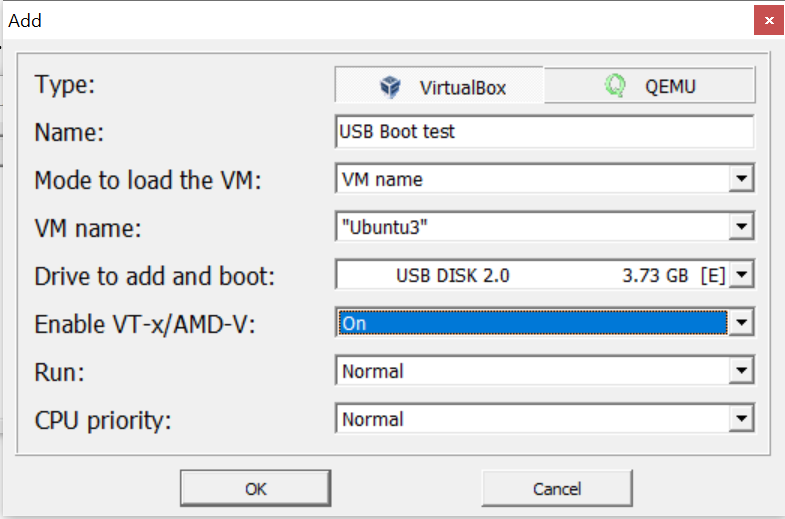 Add
Type: VirtualBox QEMU
Name: USB Boot test
Mode to load the VM: VM name
VM name: "Ubuntu3"
Drive to add and boot: USB DISK 2.0 3.73 GB [E]
Enable VT-x/AMD-V: On
Run: Normal
CPU priority: Normal
OK Cancel